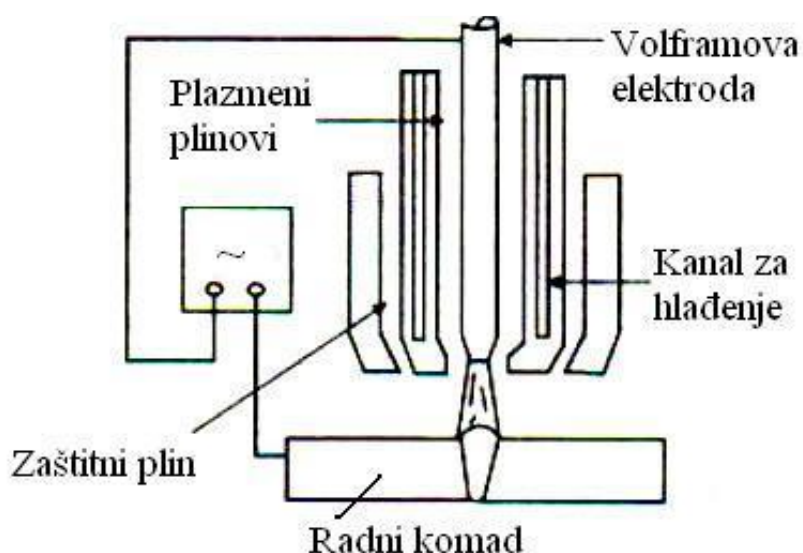 Volframova
elektroda
Plazmeni
plinovi
~
Kanal za
hlađenje
Zaštitni plin
Radni komad